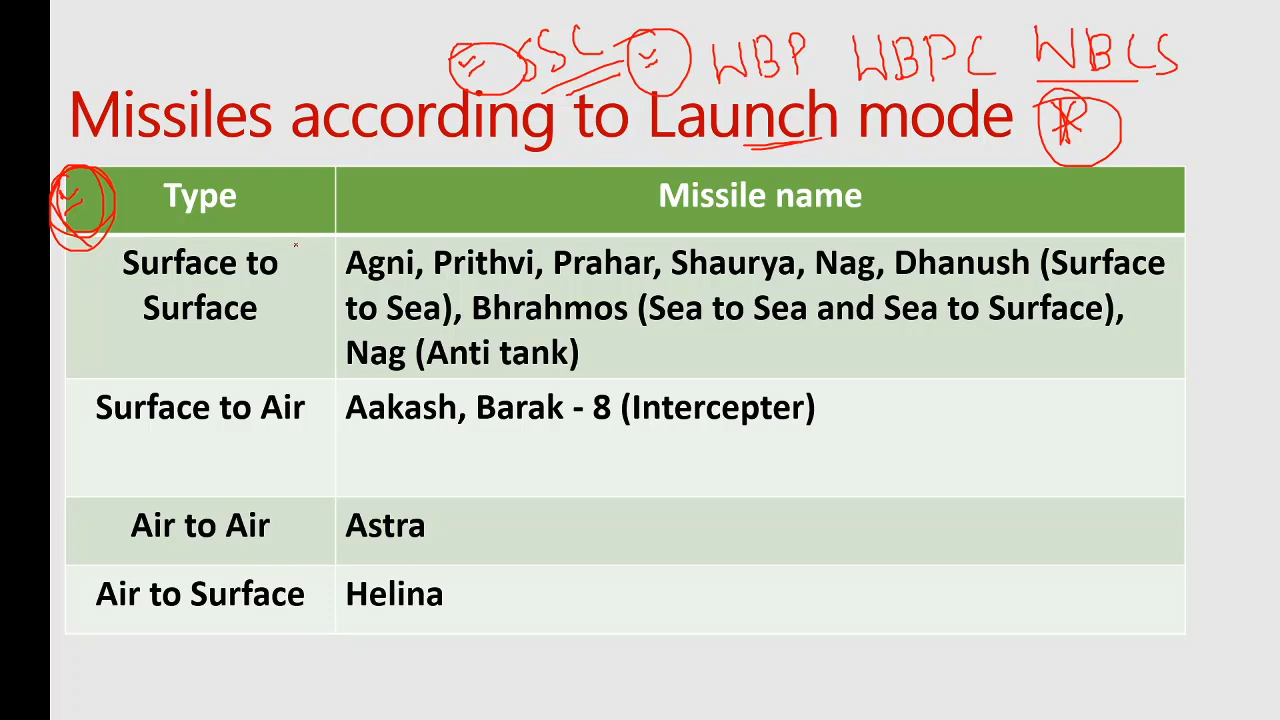 SSC WBP WBPC WBCS
Missiles according to Launch mode
Type Missile name
Surface to Surface
Agni, Prithvi, Prahar, Shaurya, Nag, Dhanush (Surface
to Sea), Bhrahmos (Sea to Sea and Sea to Surface),
Nag (Anti tank)
Surface to Air Aakash, Barak - 8 (Intercepter)
Air to Air Astra
Air to Surface Helina